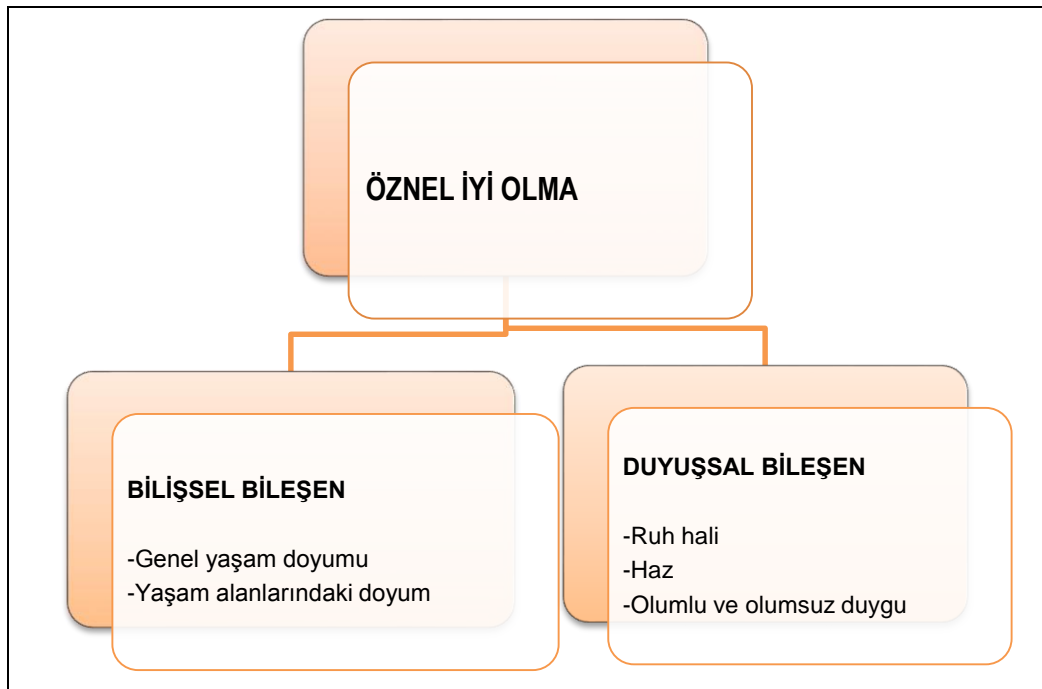 ÖZNEL İYİ OLMA
BİLİŞSEL BİLEŞEN
-Genel yaşam doyumu
-Yaşam alanlarındaki doyum
DUYUŞSAL BİLEŞEN
-Ruh hali
-Haz
-Olumlu ve olumsuz duygu